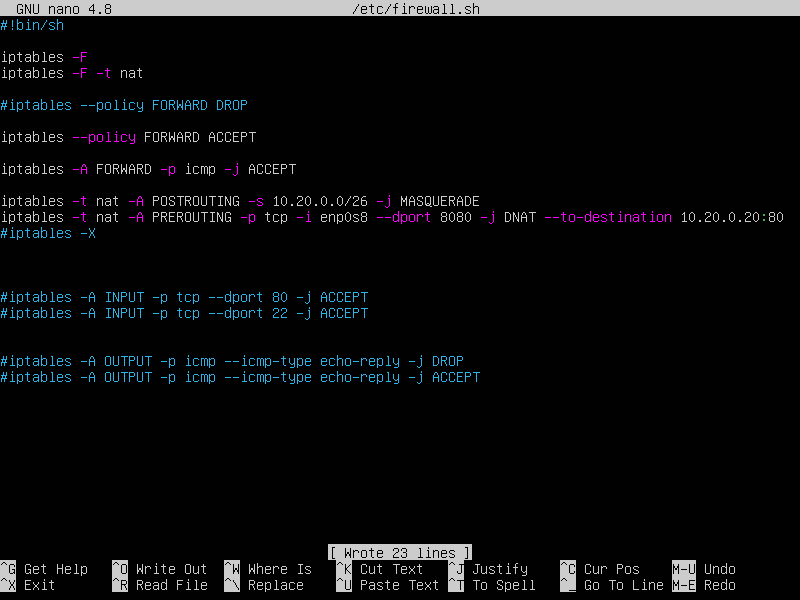 GNU nano 4.8 /etc/firewall.sh
#!bin/sh
iptables -F
iptables -F -t nat
#iptables --policy FORWARD DROP
iptables --policy FORWARD ACCEPT
iptables -A FORWARD -p icmp -j ACCEPT
iptables -t nat -A POSTROUTING -s 10.20.0.0/26 -j MASQUERADE
iptables -t nat -A PREROUTING -p tcp -i enp0s8 --dport 8080 -j DNAT --to-destination 10.20.0.20:80
#iptables -X
#iptables -A INPUT -p tcp --dport 80 -j ACCEPT
#iptables -A INPUT -p tcp --dport 22 -j ACCEPT
#iptables -A OUTPUT -p icmp --icmp-type echo-reply -j DROP
#iptables -A OUTPUT -p icmp --icmp-type echo-reply -j ACCEPT
[ Wrote 23 lines ]
^G Get Help ^O Write Out ^W Where Is ^K Cut Text ^J Justify ^C Cur Pos M-U Undo
^X Exit ^R Read File ^\ Replace ^U Paste Text ^T To Spell ^_ Go To Line M-E Redo